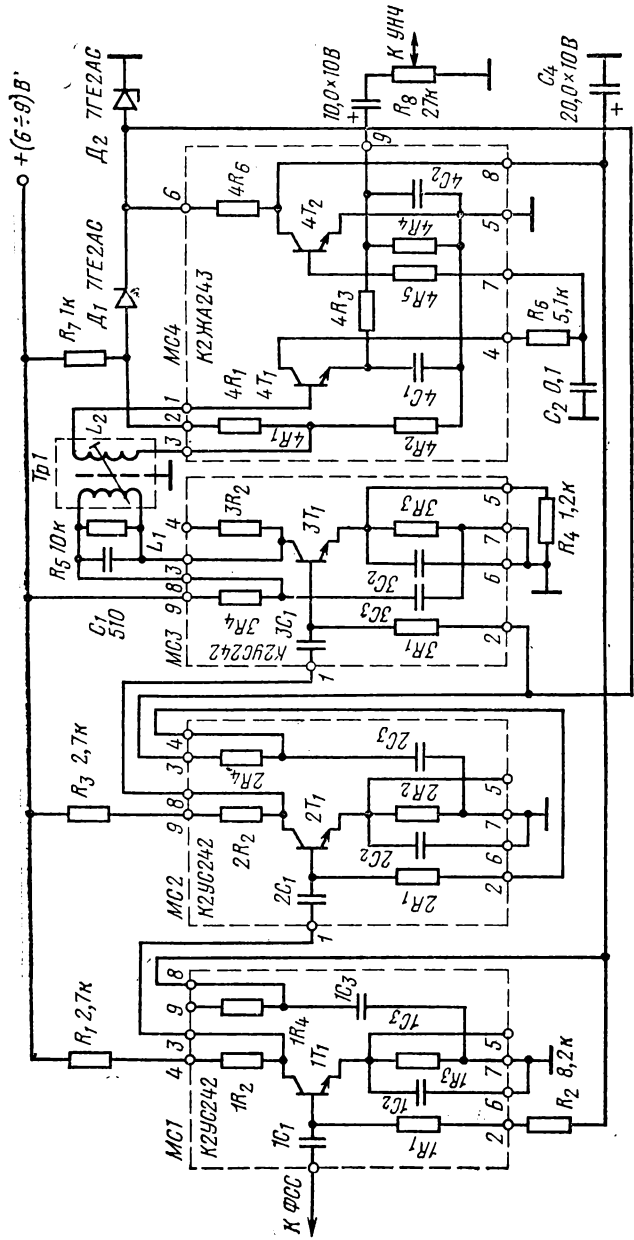 +(6÷9)В
R1 2,7к
R3 2,7к
R7 1к
Д1 7ГЕ2АС
Д2 7ГЕ2АС
Тр1
L2
L1
R5 10к
C1
510
МС1
К2УС242
4
3
9
8
1R2
1R4
1T1
1C1
1C3
1C3
1C2
1R3
1R1
2
6
7
5
К ФСС
R2 8,2к
МС2
К2УС242
9
8
3
4
2R2
2R4
2T1
2C1
1
2C3
2C2
2R2
2R1
2
6
7
5
МС3
К2УС242
9
8
3
4
3R4
3R2
3T1
3C1
1
3C3
3C2
3R3
3R1
2
6
7
5
R4 1,2к
МС4
К2ЖА243
3
2
1
6
4R1
4R1
4T1
4R2
4C1
4R3
4R6
4T2
4R5
4R4
4C2
4
7
5
8
9
10,0×10В
+
R8
27к
К УНЧ
R6
5,1к
C2 0,1
C4
20,0×10В
+